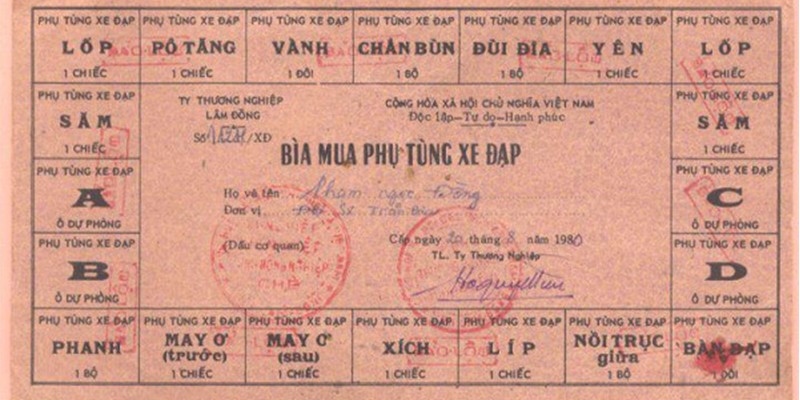 PHỤ TÙNG XE ĐẠP
LỐP
1 CHIẾC
PHỤ TÙNG XE ĐẠP
PÔ TĂNG
1 CHIẾC
PHỤ TÙNG XE ĐẠP
VÀNH
1 ĐÔI
PHỤ TÙNG XE ĐẠP
CHẮN BÙN
1 BỘ
PHỤ TÙNG XE ĐẠP
ĐÙI ĐĨA
1 BỘ
PHỤ TÙNG XE ĐẠP
YÊN
1 CHIẾC
PHỤ TÙNG XE ĐẠP
LỐP
1 CHIẾC
PHỤ TÙNG XE ĐẠP
SĂM
1 CHIẾC
PHỤ TÙNG XE ĐẠP
A
Ô DỰ PHÒNG
PHỤ TÙNG XE ĐẠP
B
Ô DỰ PHÒNG
TY THƯƠNG NGHIỆP
LÂM ĐỒNG
Số /XĐ
CỘNG HÒA XÃ HỘI CHỦ NGHĨA VIỆT NAM
Độc lập—Tự do—Hạnh phúc
BÌA MUA PHỤ TÙNG XE ĐẠP
Họ và tên Phạm ngọc
Đơn vị
(Dấu cơ quan)
Cấp ngày 20 tháng 8 năm 1980
TL. Ty Thương Nghiệp
PHỤ TÙNG XE ĐẠP
SĂM
1 CHIẾC
PHỤ TÙNG XE ĐẠP
C
Ô DỰ PHÒNG
PHỤ TÙNG XE ĐẠP
D
Ô DỰ PHÒNG
PHỤ TÙNG XE ĐẠP
PHANH
1 BỘ
PHỤ TÙNG XE ĐẠP
MAY Ơ
(trước)
1 CHIẾC
PHỤ TÙNG XE ĐẠP
MAY Ơ
(sau)
1 CHIẾC
PHỤ TÙNG XE ĐẠP
XÍCH
1 CHIẾC
PHỤ TÙNG XE ĐẠP
LÍP
1 CHIẾC
PHỤ TÙNG XE ĐẠP
NỒI TRỤC
giữa
1 BỘ
PHỤ TÙNG XE ĐẠP
BÀN ĐẠP
1 ĐÔI